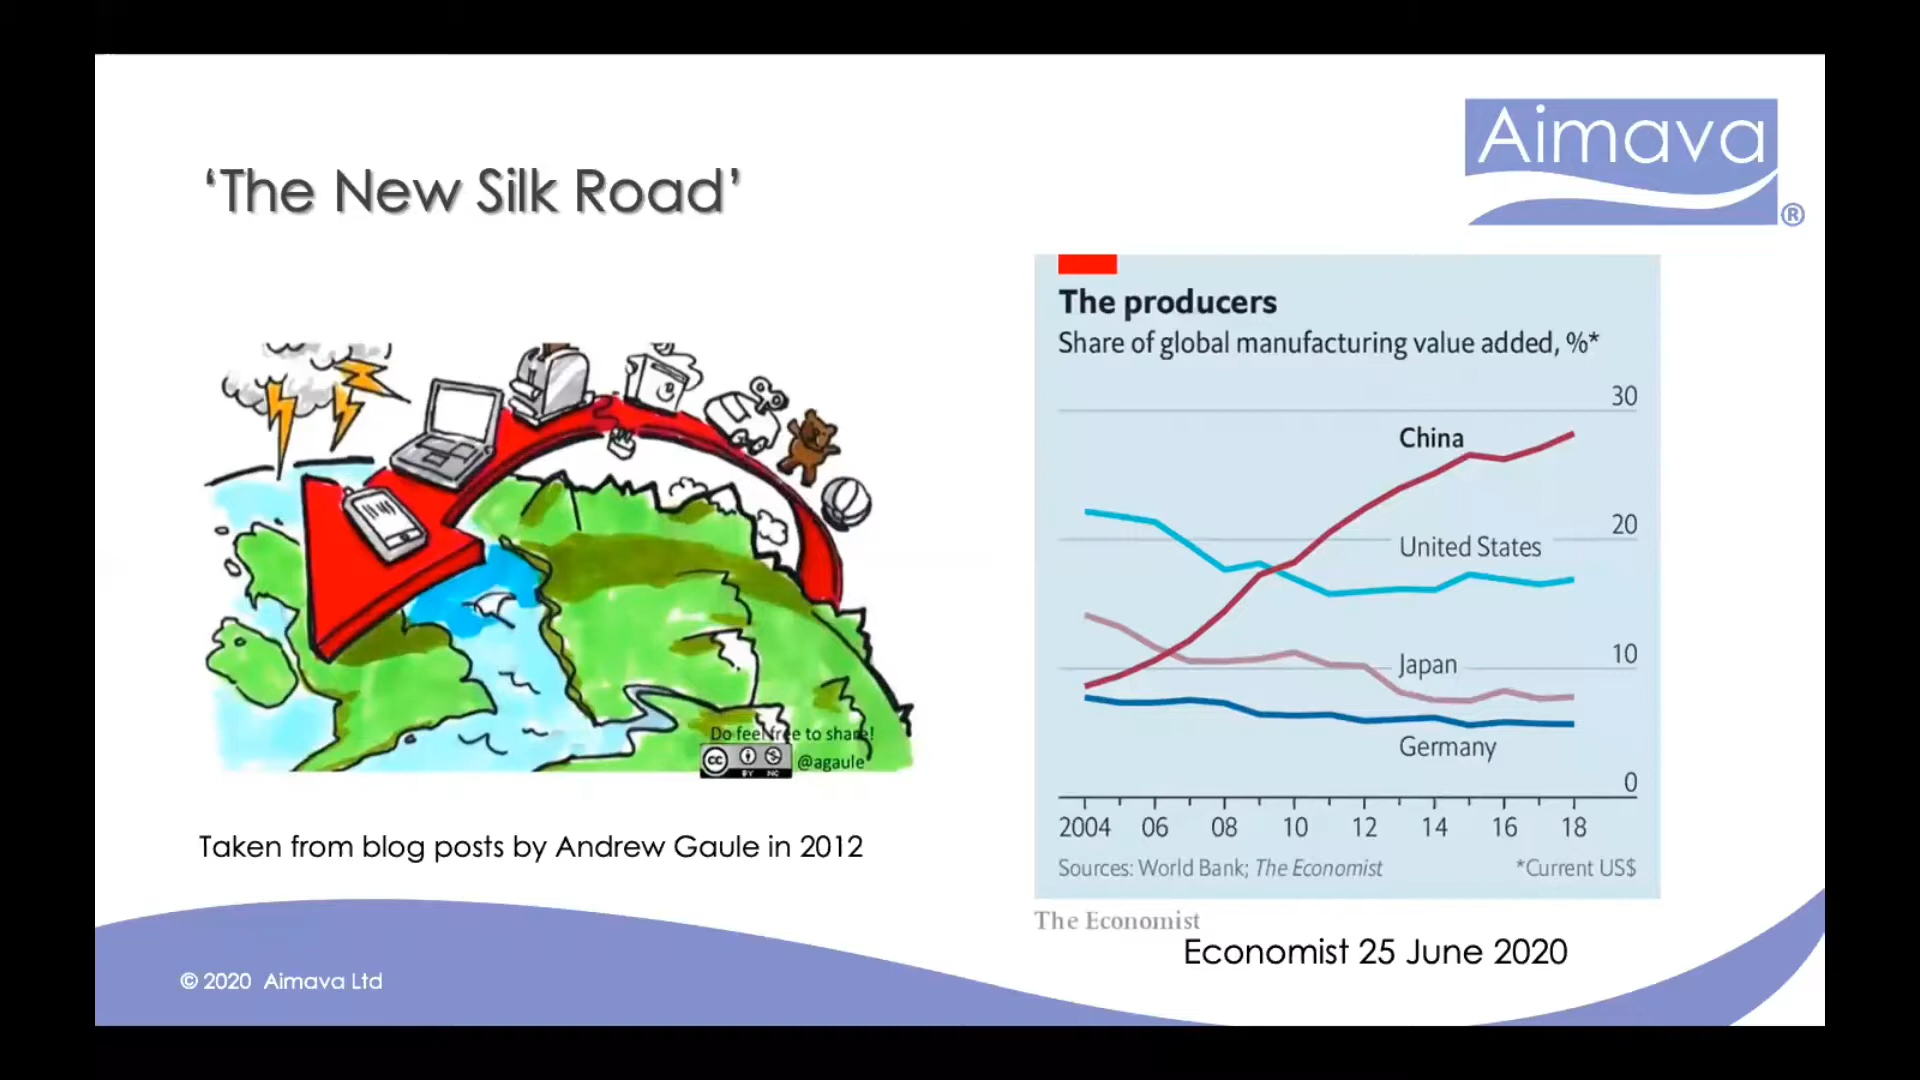 Aimava
®
‘The New Silk Road’
Do feel free to share!
cc
BY NC
@agaule
Taken from blog posts by Andrew Gaule in 2012
The producers
Share of global manufacturing value added, %*
30
China
20
United States
10
Japan
Germany
0
2004 06 08 10 12 14 16 18
Sources: World Bank; The Economist *Current US$
The Economist
Economist 25 June 2020
© 2020 Aimava Ltd